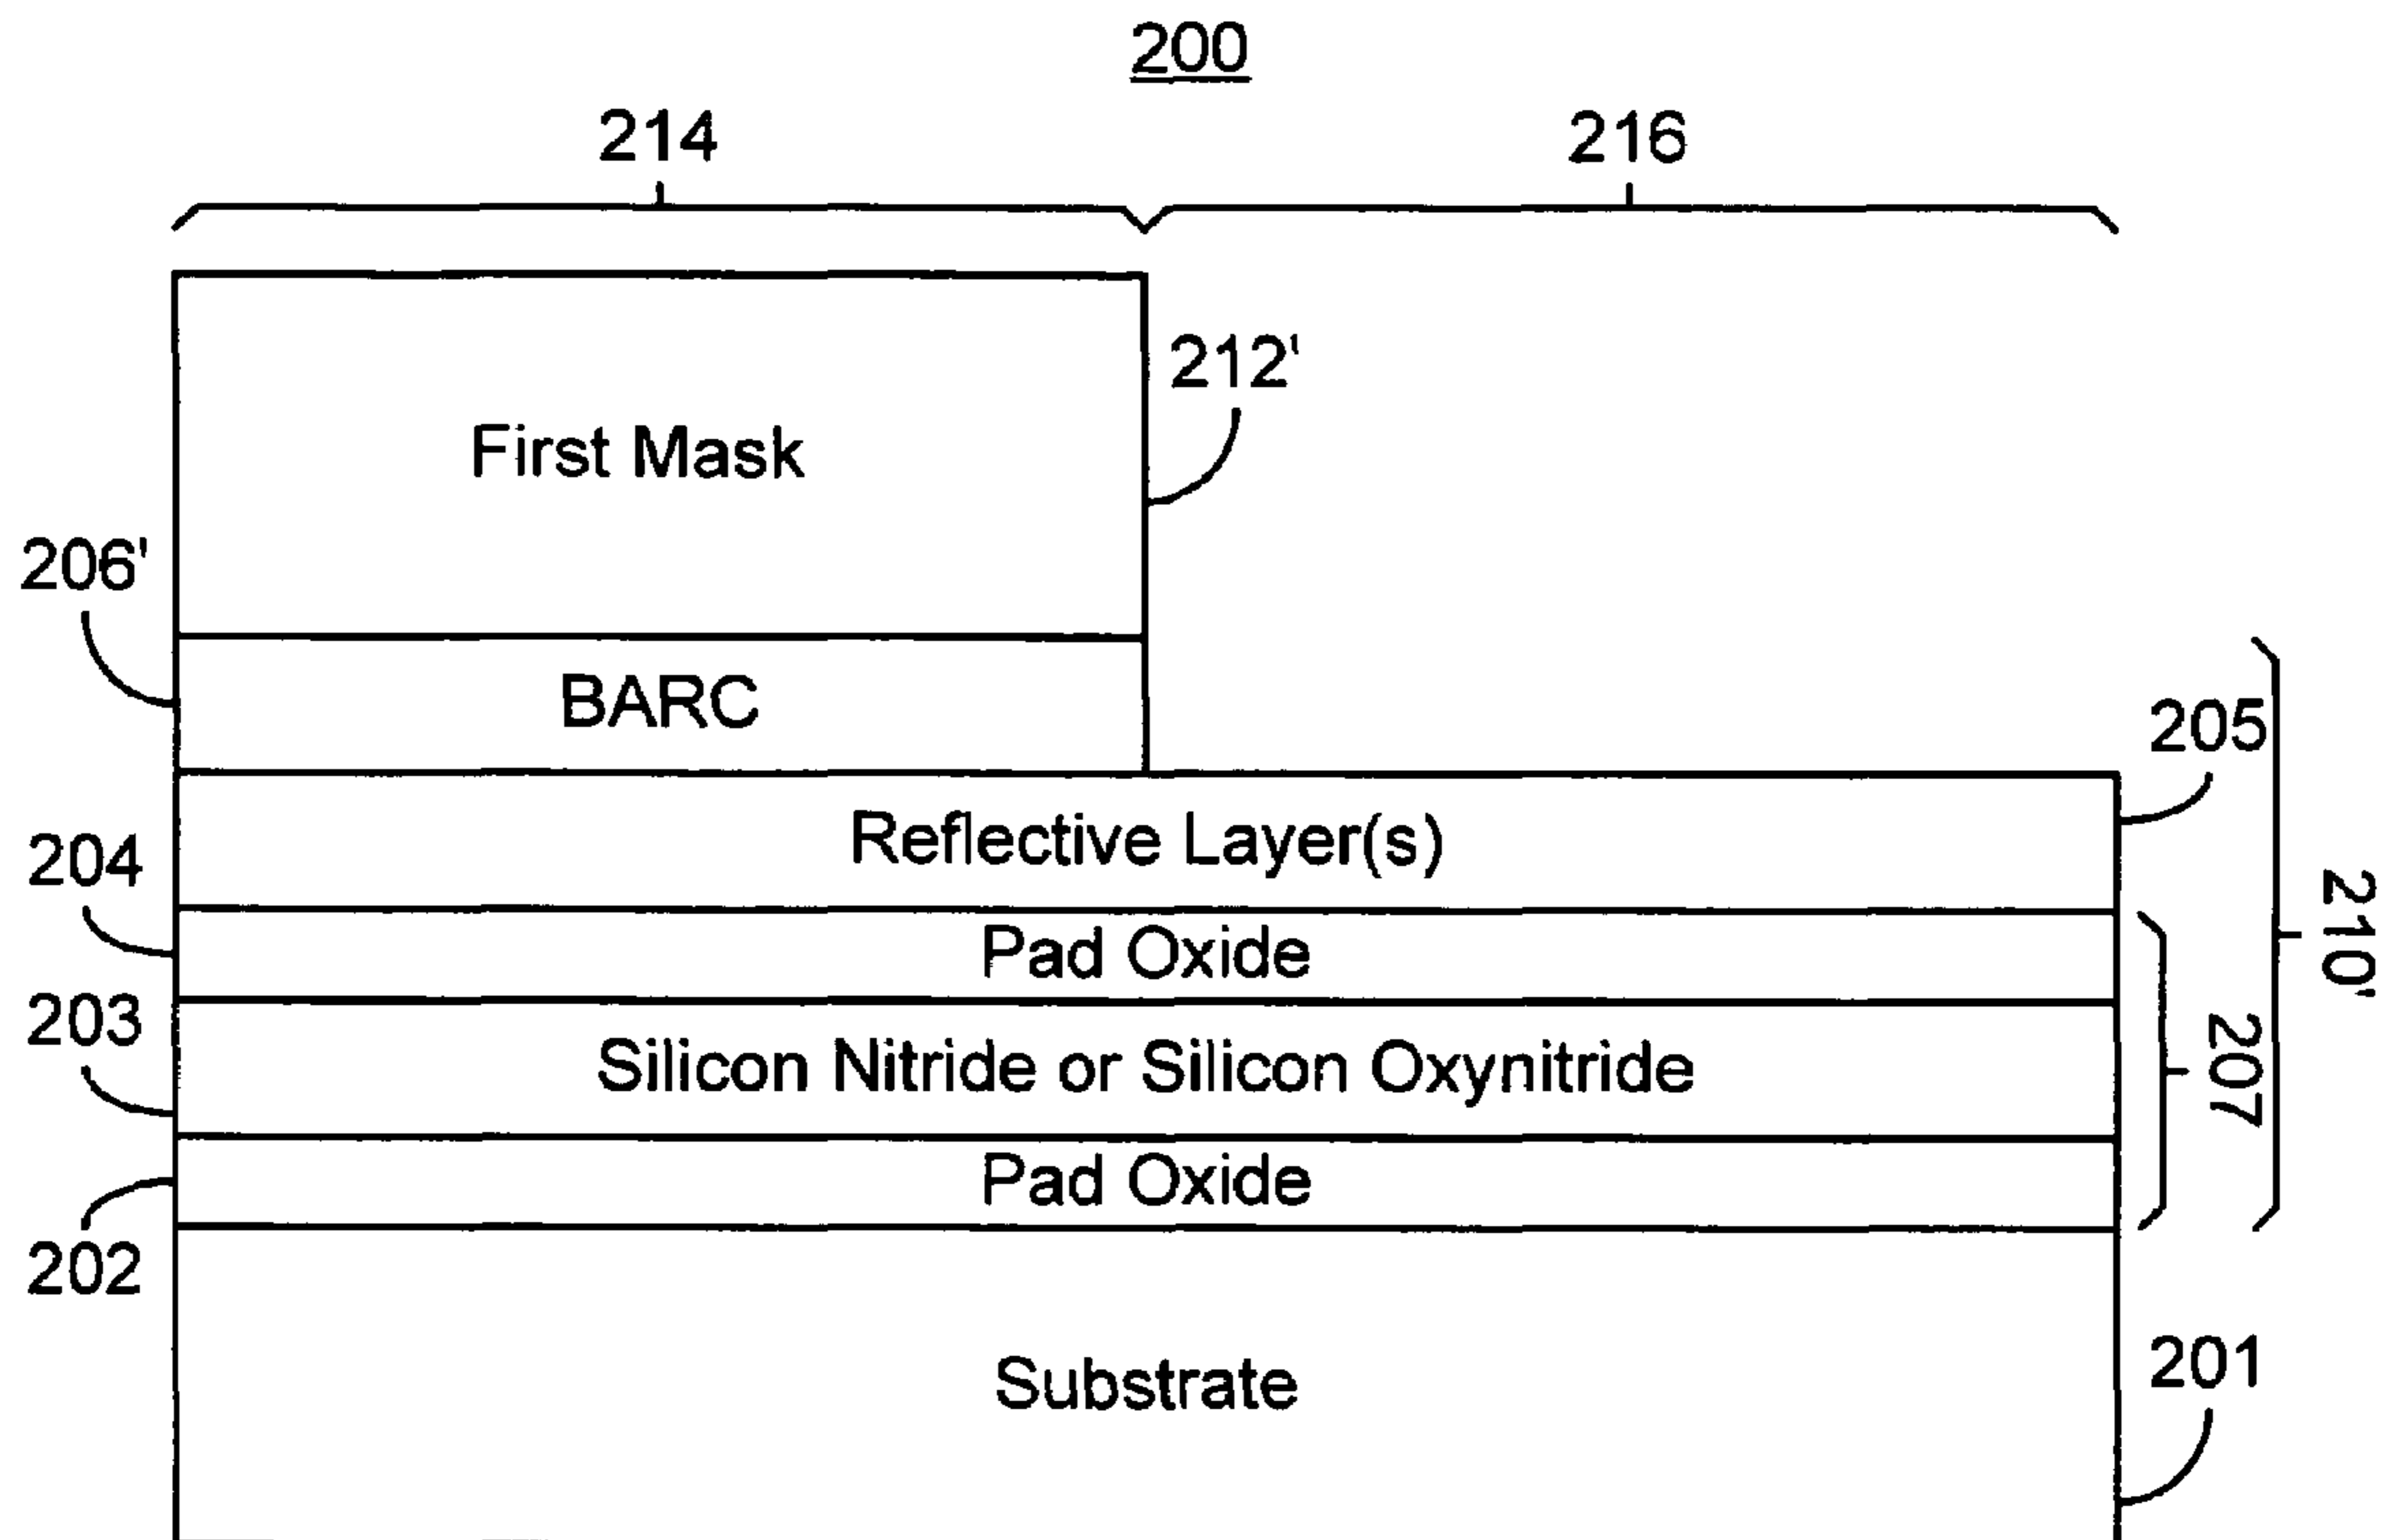 200
214
216
212'
First Mask
206'
BARC
205
Reflective Layer(s)
204
Pad Oxide
210'
203
Silicon Nitride or Silicon Oxynitride
207
Pad Oxide
202
Substrate
201